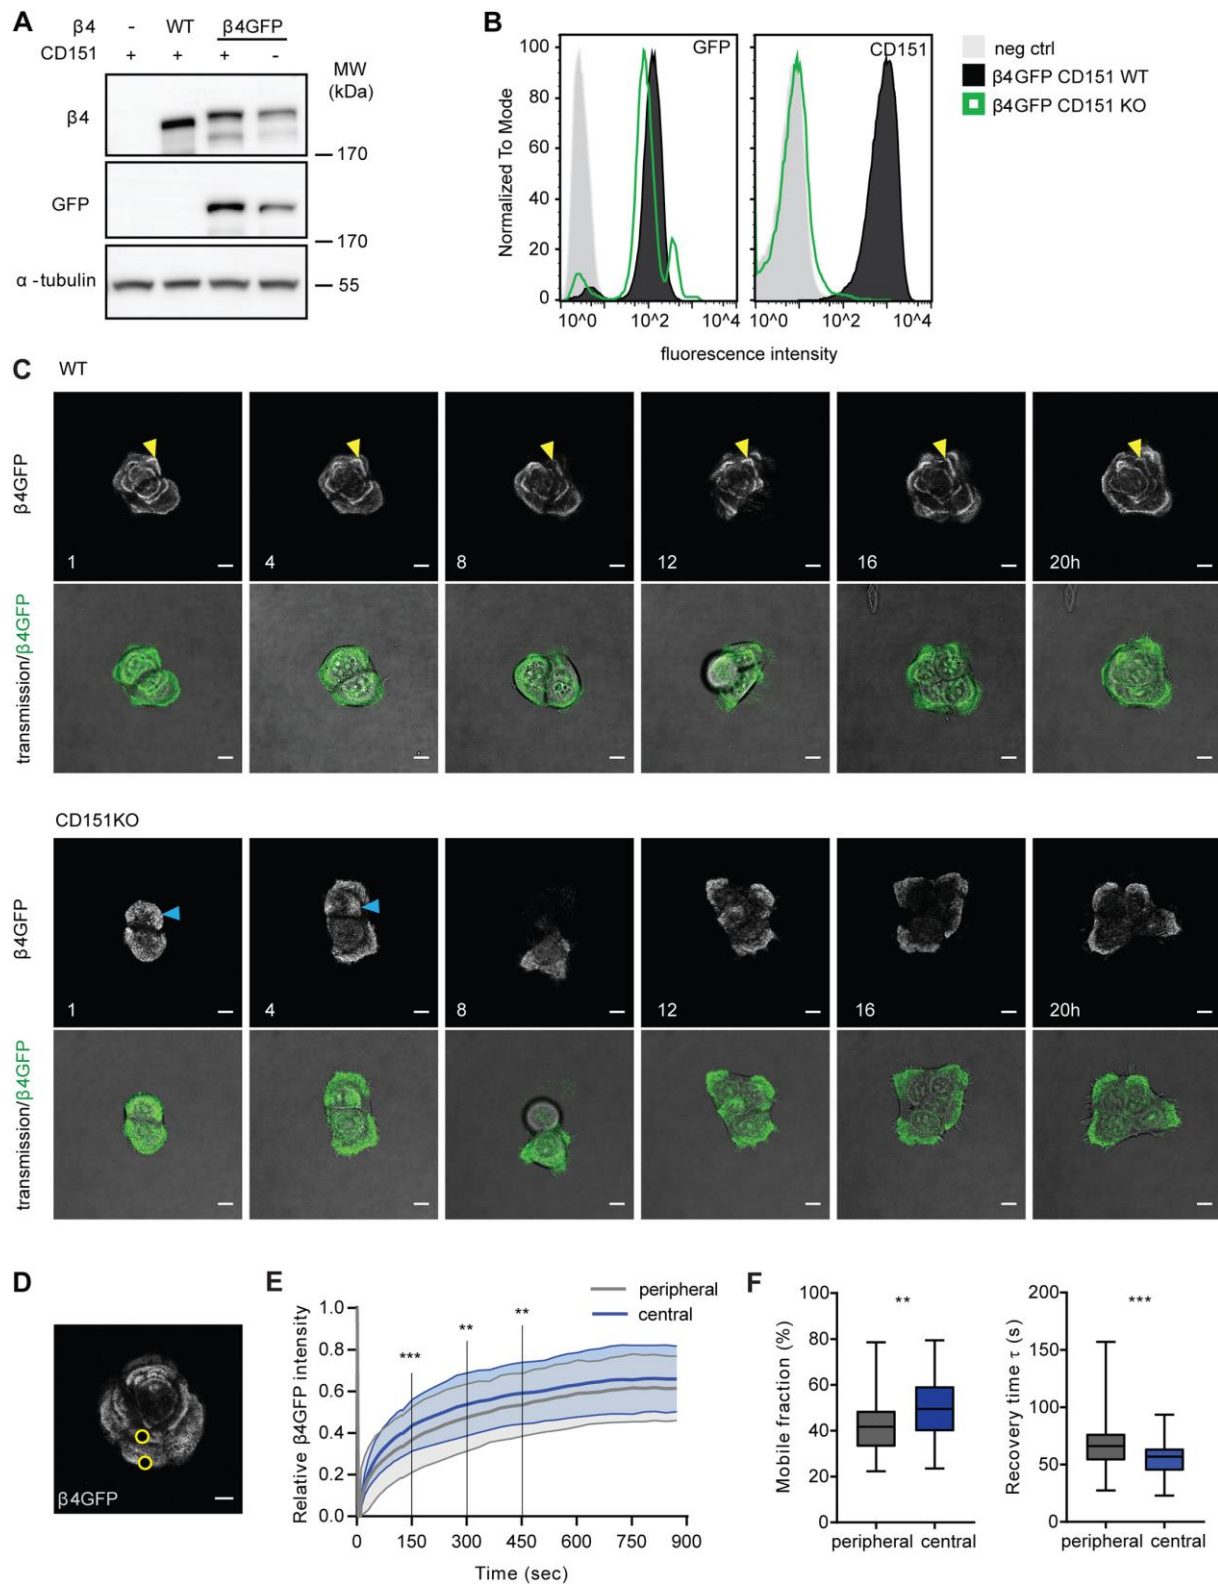 A
β4 - WT β4GFP
CD151 + + + -
MW
(kDa)
β4
170
GFP
170
α -tubulin
55
B
GFP
CD151
neg ctrl
β4GFP CD151 WT
β4GFP CD151 KO
Normalized To Mode
100
80
60
40
20
0
10^0 10^2 10^4
10^0 10^2 10^4
fluorescence intensity
C
WT
β4GFP
1 4 8 12 16 20h
transmission/β4GFP
CD151KO
β4GFP
1 4 8 12 16 20h
transmission/β4GFP
D
β4GFP
E
peripheral
central
Relative β4GFP intensity
1.0
0.8
0.6
0.4
0.2
0.0
*** ** **
0 150 300 450 600 750 900
Time (sec)
F
Mobile fraction (%)
100
80
60
40
20
0
**
peripheral central
Recovery time τ (s)
200
150
100
50
0
***
peripheral central